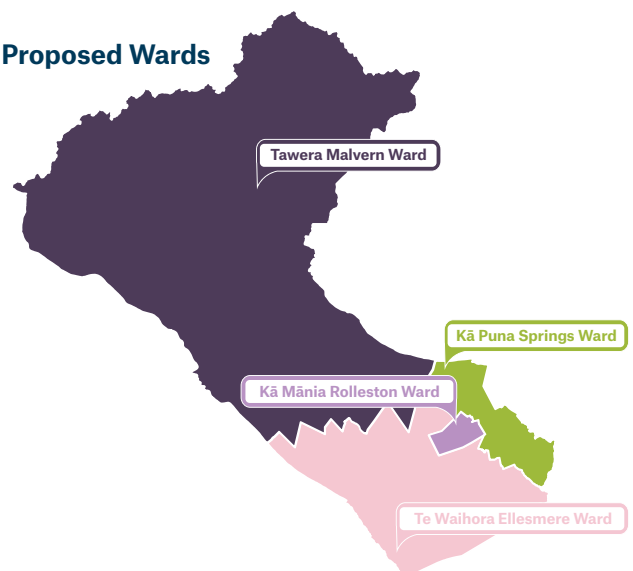 Proposed Wards
Tawera Malvern Ward
Kā Puna Springs Ward
Kā Mānia Rolleston Ward
Te Waihora Ellesmere Ward